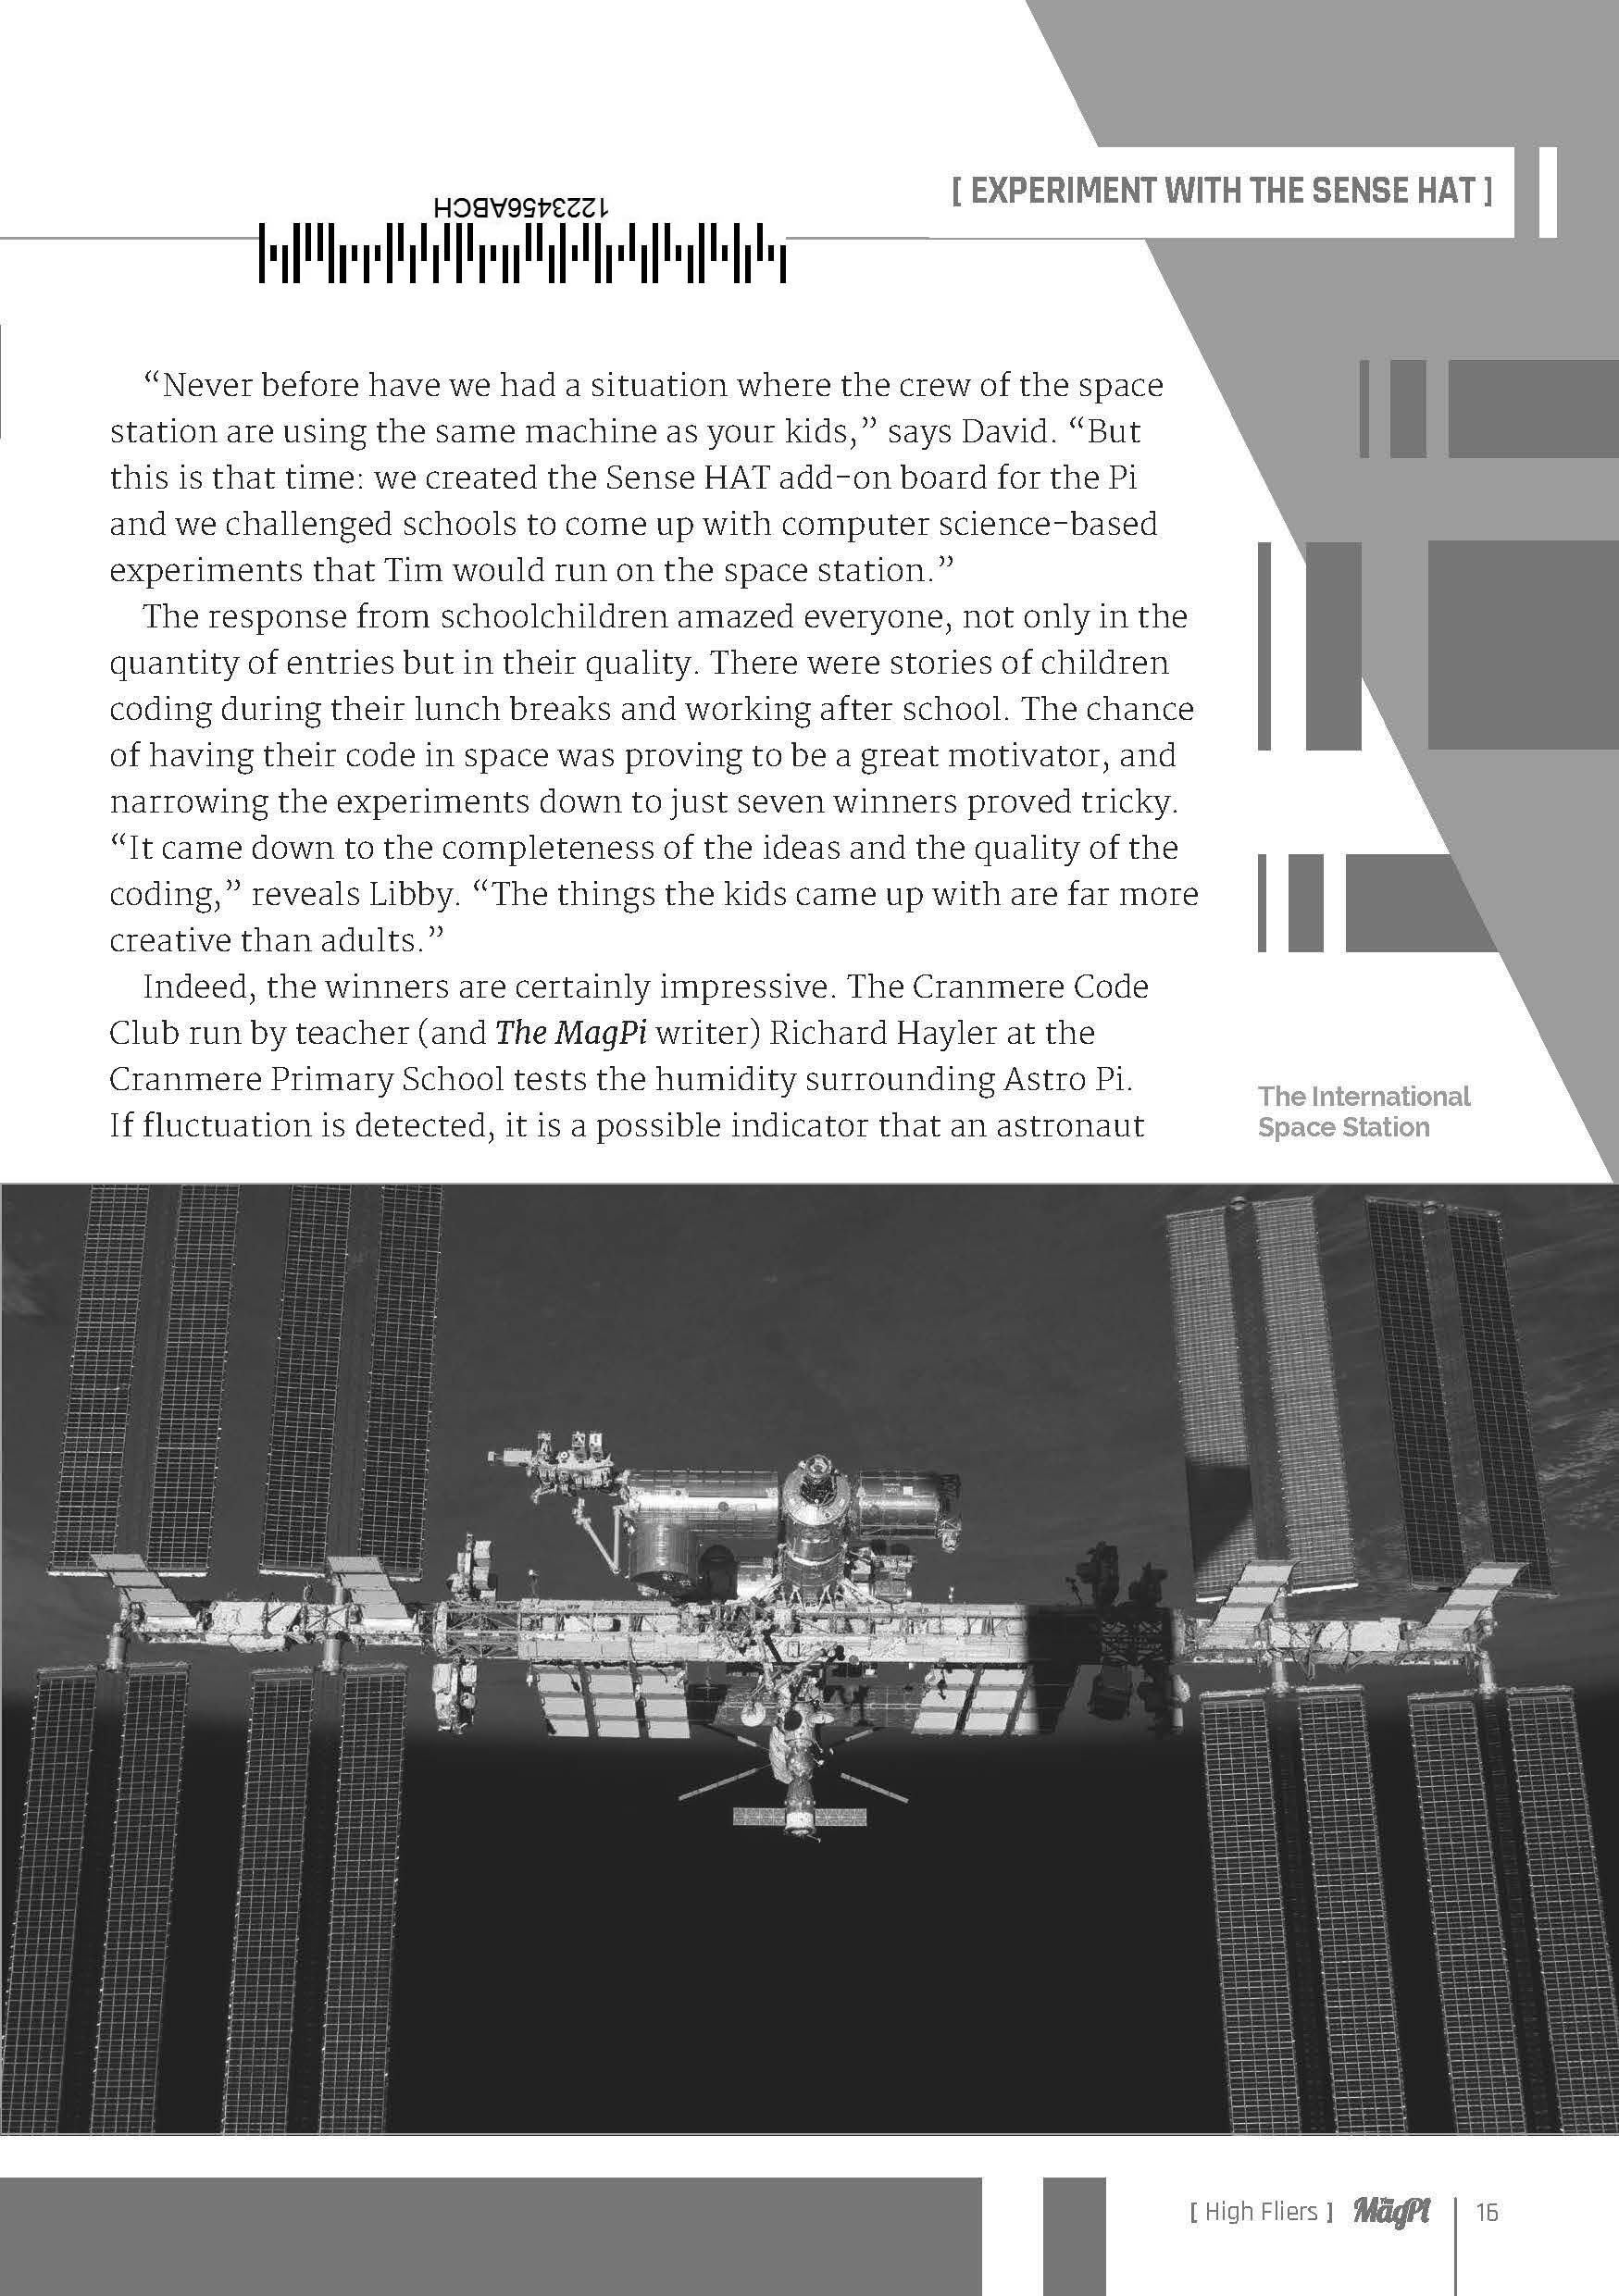 [ EXPERIMENT WITH THE SENSE HAT ]
1223456ABCH
“Never before have we had a situation where the crew of the space
station are using the same machine as your kids,” says David. “But
this is that time: we created the Sense HAT add-on board for the Pi
and we challenged schools to come up with computer science-based
experiments that Tim would run on the space station.”
The response from schoolchildren amazed everyone, not only in the
quantity of entries but in their quality. There were stories of children
coding during their lunch breaks and working after school. The chance
of having their code in space was proving to be a great motivator, and
narrowing the experiments down to just seven winners proved tricky.
“It came down to the completeness of the ideas and the quality of the
coding,” reveals Libby. “The things the kids came up with are far more
creative than adults.”
Indeed, the winners are certainly impressive. The Cranmere Code
Club run by teacher (and The MagPi writer) Richard Hayler at the
Cranmere Primary School tests the humidity surrounding Astro Pi.
If fluctuation is detected, it is a possible indicator that an astronaut
The International
Space Station
[ High Fliers ] The MagPi 16